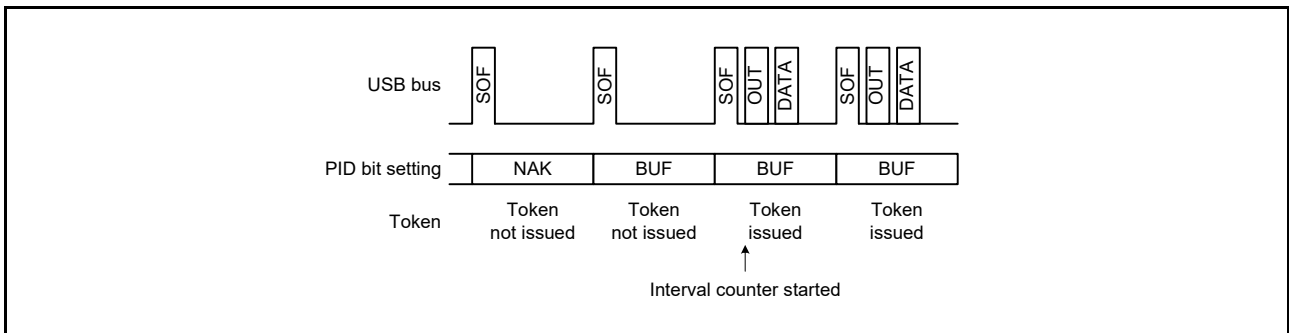 USB bus
SOF
SOF
SOF OUT DATA
SOF OUT DATA
PID bit setting NAK BUF BUF BUF
Token Token Token Token Token
not issued not issued issued issued
Interval counter started